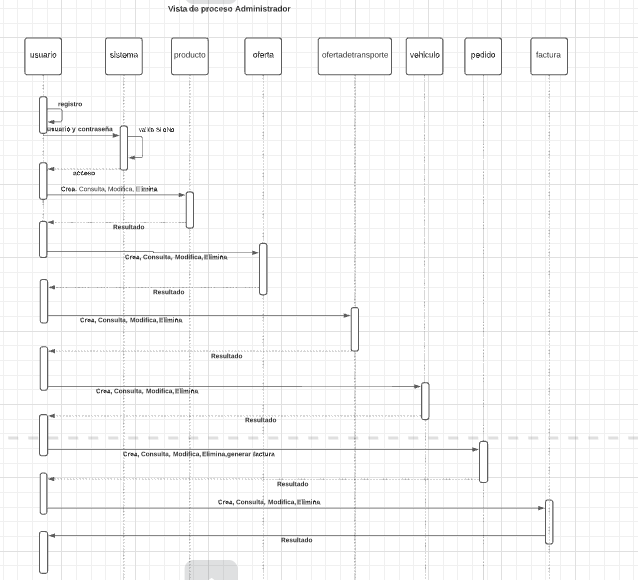 Vista de proceso Administrador
usuario
sistema
producto
oferta
ofertadetransporte
vehículo
pedido
factura
registro
usuario y contraseña
valida Si oNo
acceso
Crea, Consulta, Modifica, Elimina
Resultado
Crea, Consulta, Modifica,Elimina
Resultado
Crea, Consulta, Modifica,Elimina
Resultado
Crea, Consulta, Modifica,Elimina
Resultado
Crea, Consulta, Modifica,Elimina,generar factura
Resultado
Crea, Consulta, Modifica,Elimina
Resultado